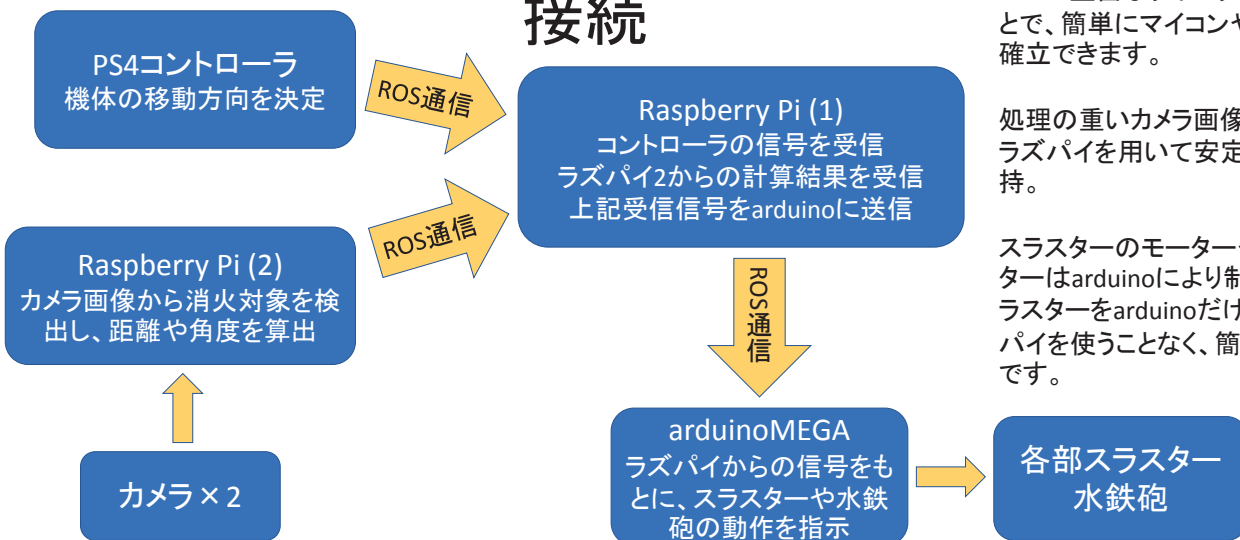 接続
PS4コントローラ
機体の移動方向を決定
ROS通信
Raspberry Pi (1)
コントローラの信号を受信
ラズパイ2からの計算結果を受信
上記受信信号をarduinoに送信
ROS通信
Raspberry Pi (2)
カメラ画像から消火対象を検
出し、距離や角度を算出
カメラ×2
ROS通信
arduinoMEGA
ラズパイからの信号をも
とに、スラスターや水鉄
砲の動作を指示
各部スラスター
水鉄砲
とで、簡単にマイコンや
確立できます。
処理の重いカメラ画像
ラズパイを用いて安定
持。
スラスターのモーター
ターはarduinoにより制
ラスターをarduinoだけ
パイを使うことなく、簡
です。